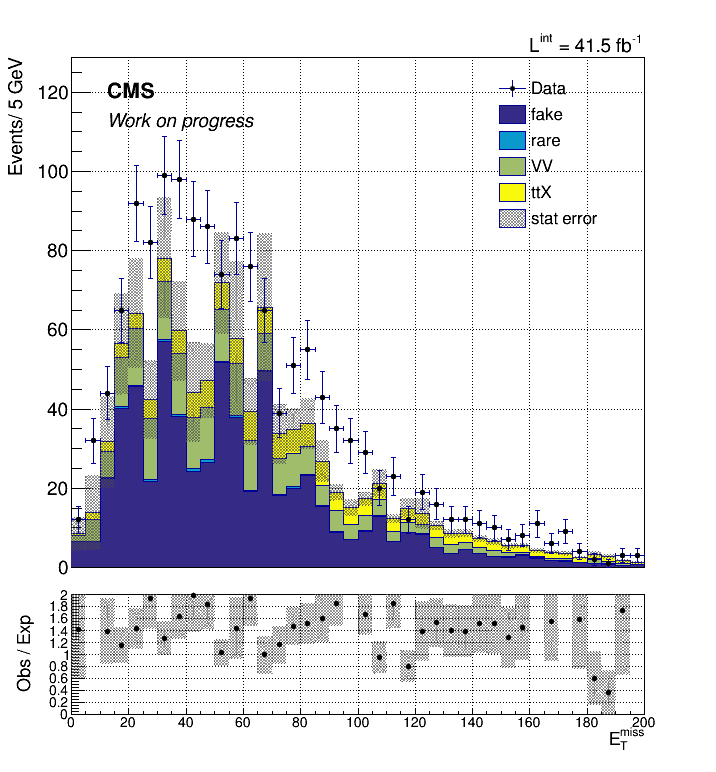 L^int = 41.5 fb^-1
Events/ 5 GeV
CMS
Work on progress
Data
fake
rare
VV
ttX
stat error
120
100
80
60
40
20
0
Obs / Exp
2
1.8
1.6
1.4
1.2
1
0.8
0.6
0.4
0.2
0
0 20 40 60 80 100 120 140 160 180 200
E_T^miss